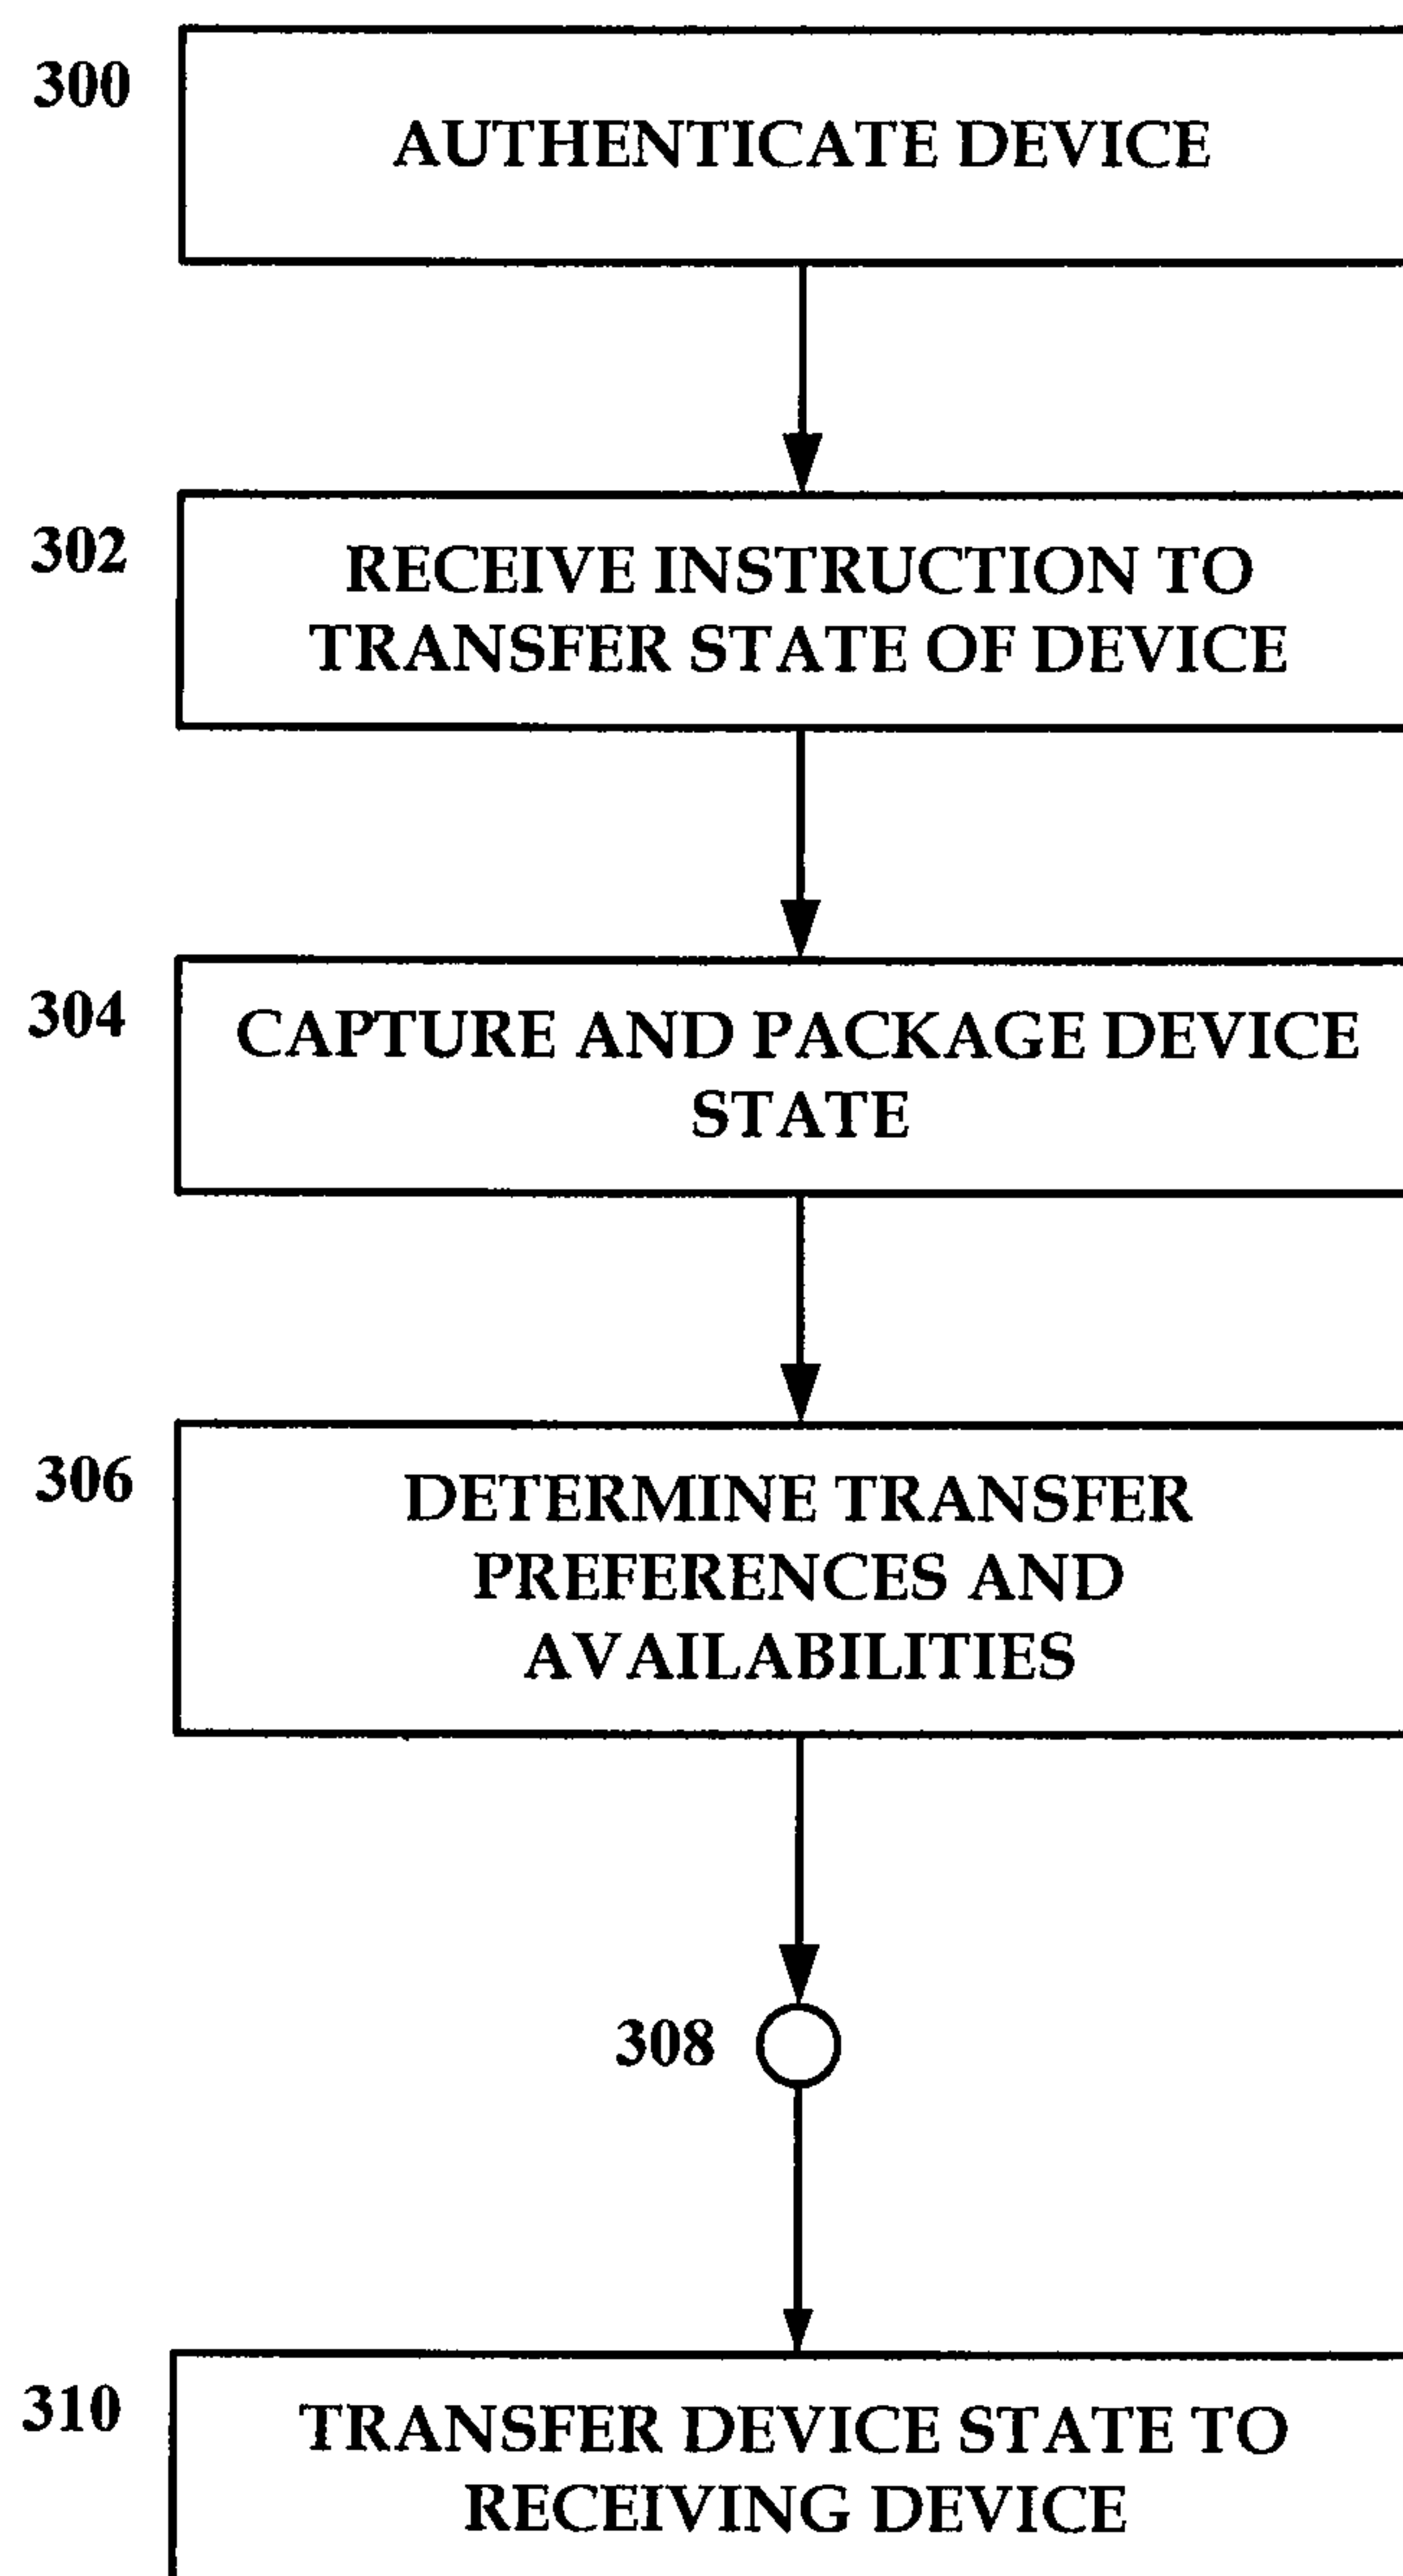 300
AUTHENTICATE DEVICE
302
RECEIVE INSTRUCTION TO
TRANSFER STATE OF DEVICE
304
CAPTURE AND PACKAGE DEVICE
STATE
306
DETERMINE TRANSFER
PREFERENCES AND
AVAILABILITIES
308
310
TRANSFER DEVICE STATE TO
RECEIVING DEVICE